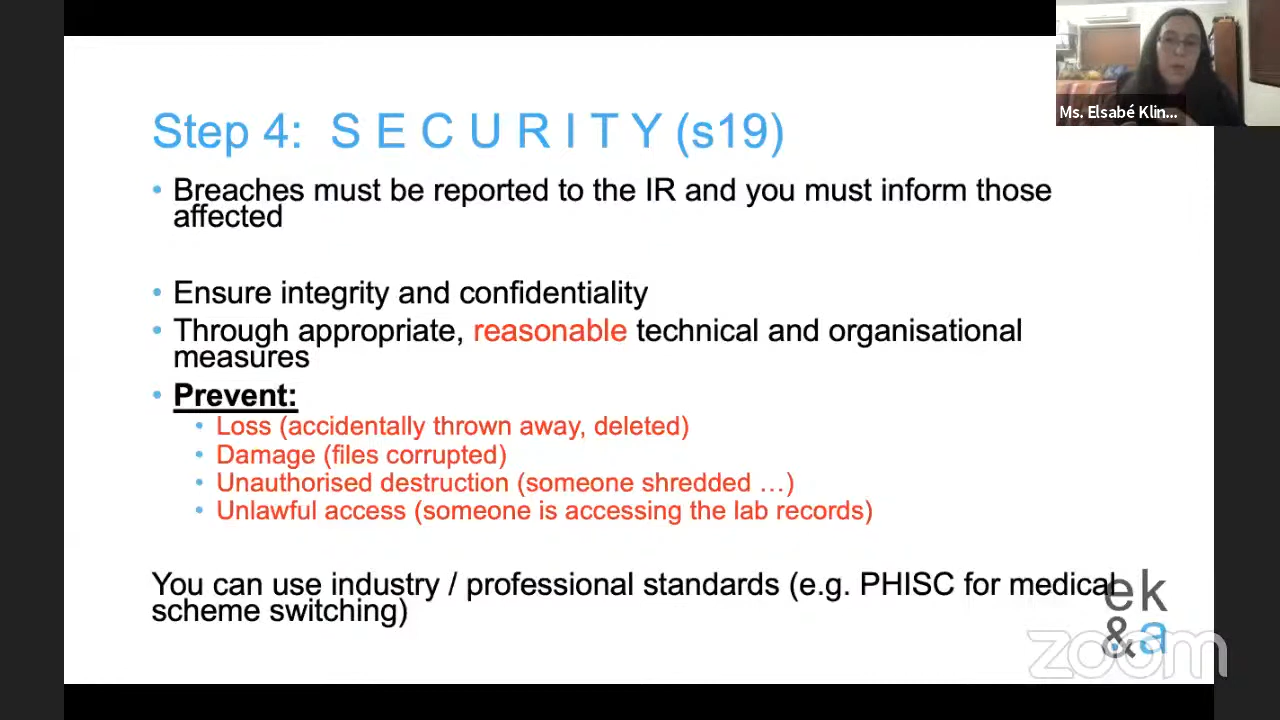 Ms. Elsabé Klin...
Step 4: S E C U R I T Y (s19)
• Breaches must be reported to the IR and you must inform those
affected
• Ensure integrity and confidentiality
• Through appropriate, reasonable technical and organisational
measures
• Prevent:
• Loss (accidentally thrown away, deleted)
• Damage (files corrupted)
• Unauthorised destruction (someone shredded …)
• Unlawful access (someone is accessing the lab records)
You can use industry / professional standards (e.g. PHISC for medical
scheme switching)
ek
&a
zoom